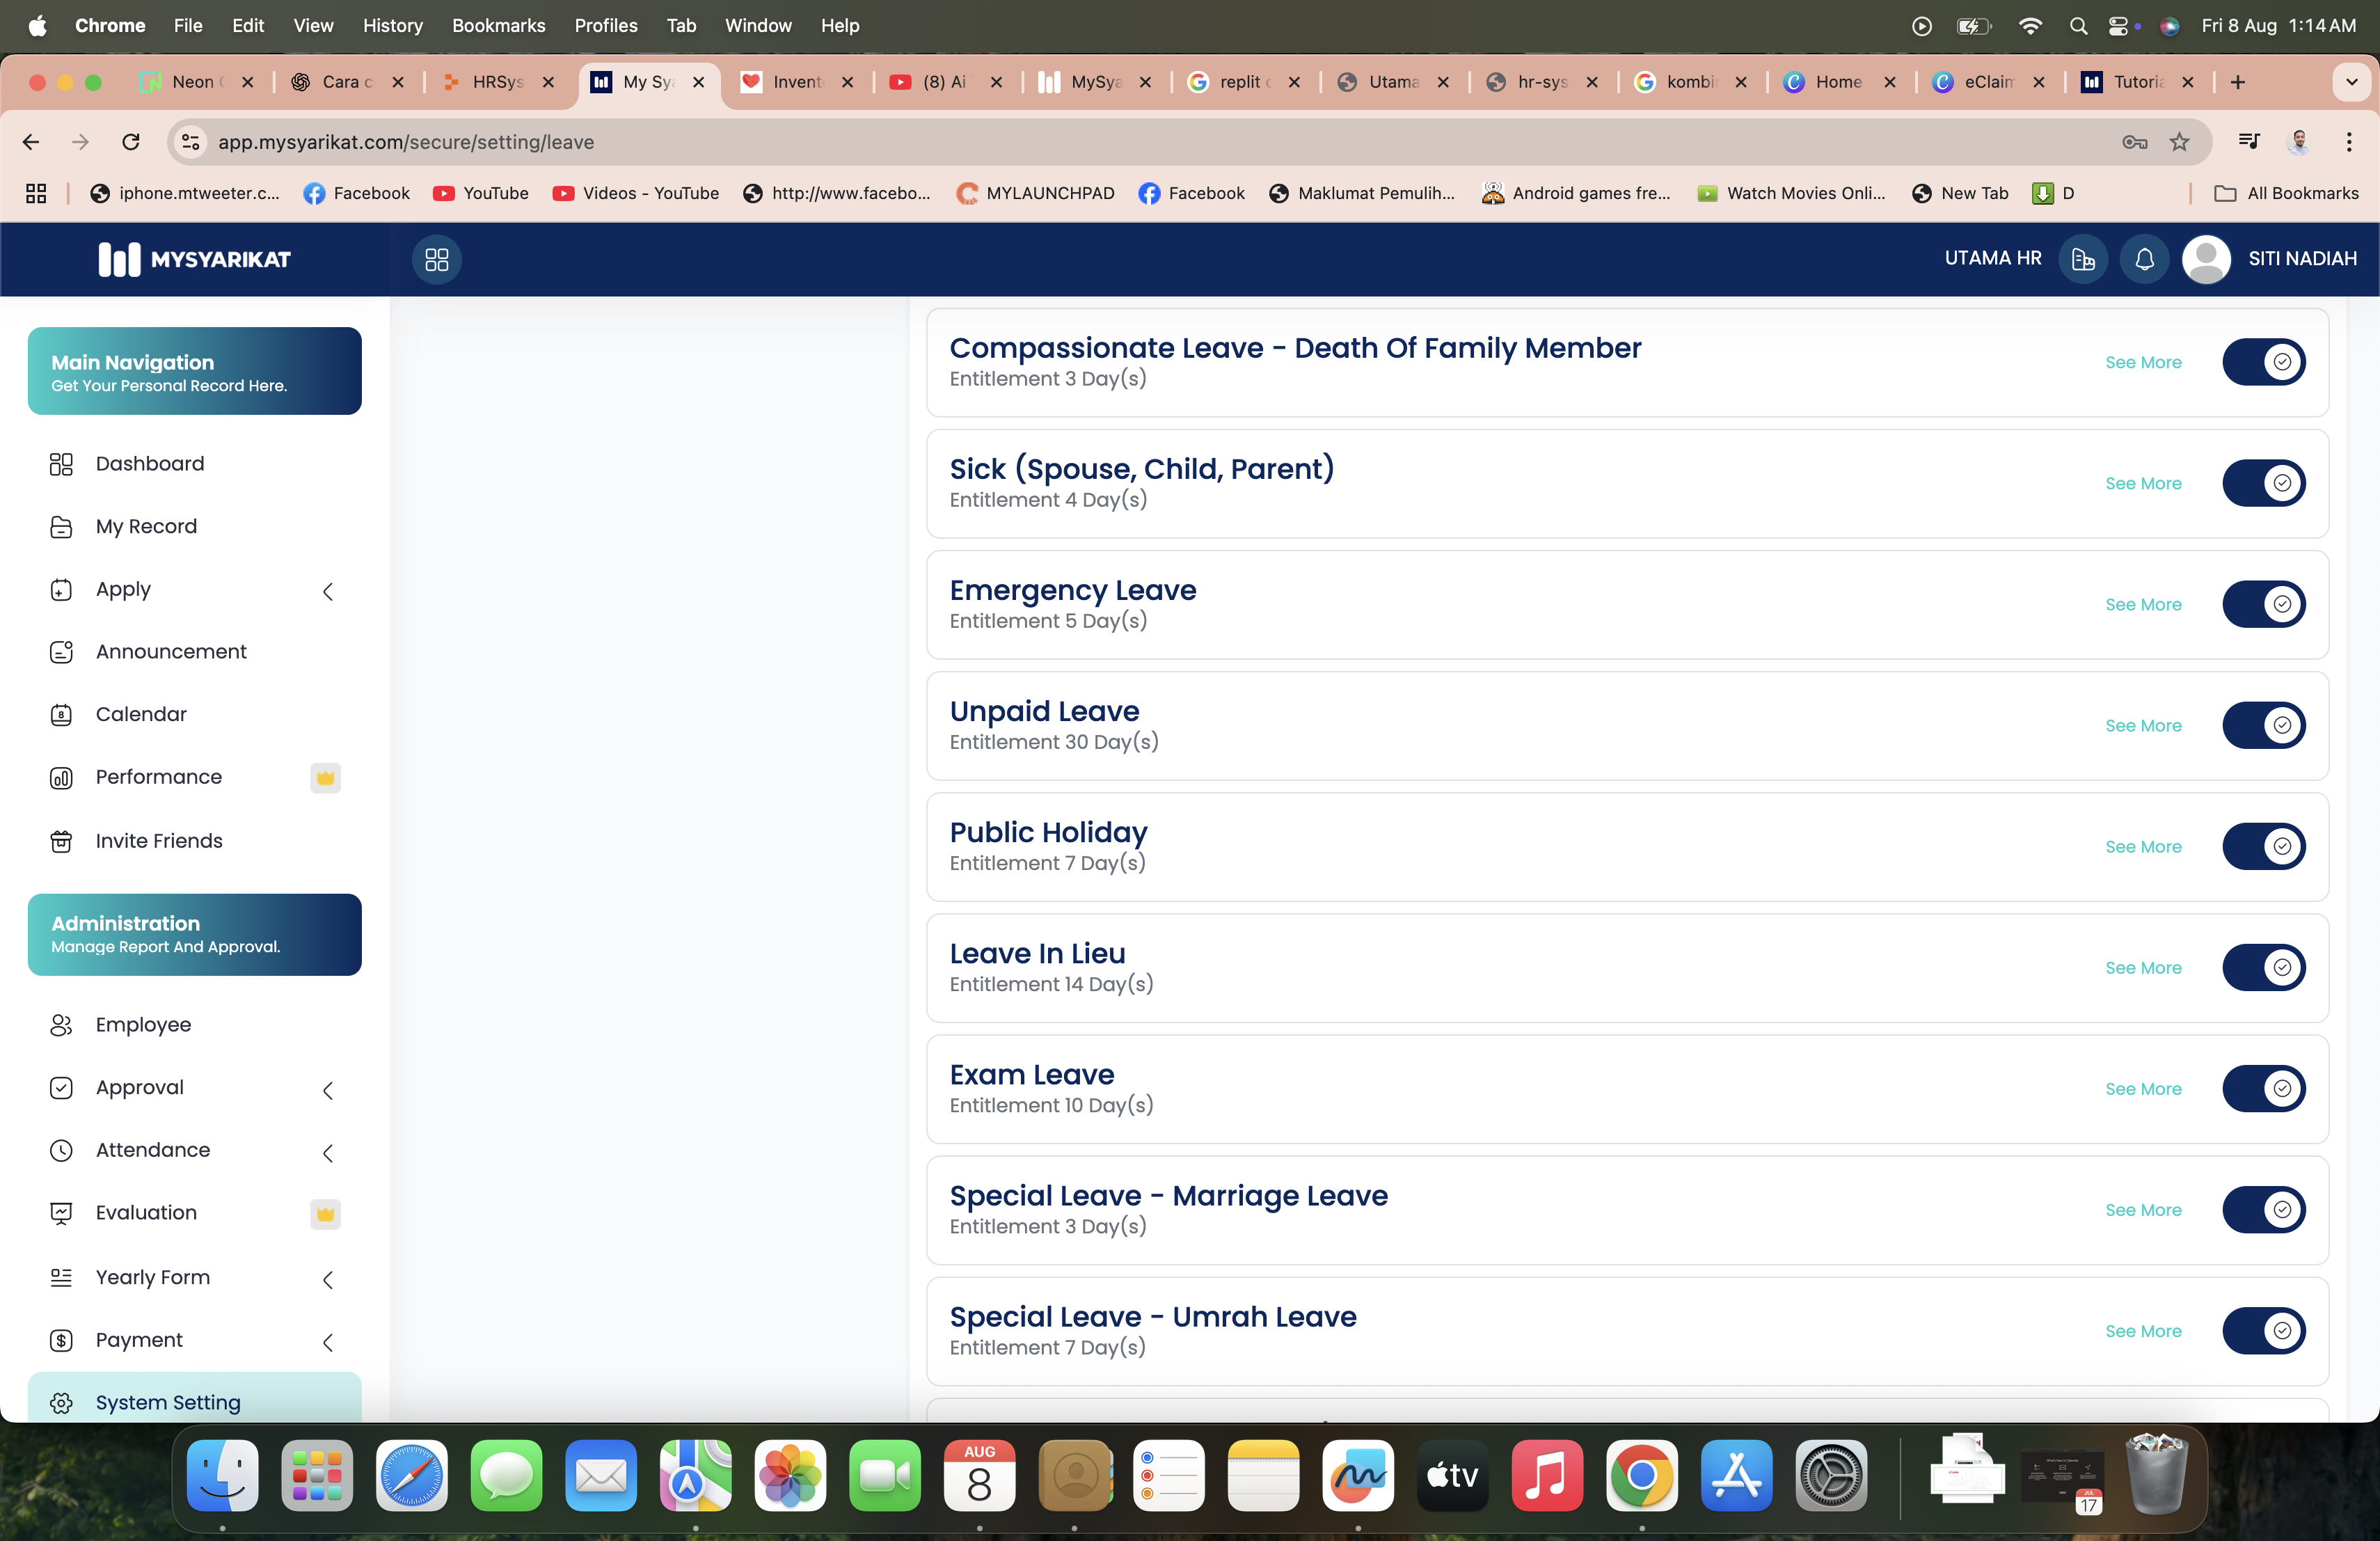 Chrome File Edit View History Bookmarks Profiles Tab Window Help Fri 8 Aug 1:14 AM
Neon Cara c HRSys My Sya Invent (8) Ai MySya replit Utama hr-sys kombi Home eClaim Tutoria
app.mysyarikat.com/secure/setting/leave
iphone.mtweeter.c... Facebook YouTube Videos - YouTube http://www.facebo... MYLAUNCHPAD Facebook Maklumat Pemulih... Android games fre... Watch Movies Onli... New Tab D All Bookmarks
MYSYARIKAT UTAMA HR SITI NADIAH
Main Navigation
Get Your Personal Record Here.
Dashboard
My Record
Apply
Announcement
Calendar
Performance
Invite Friends
Administration
Manage Report And Approval.
Employee
Approval
Attendance
Evaluation
Yearly Form
Payment
System Setting
Compassionate Leave - Death Of Family Member
Entitlement 3 Day(s)
See More
Sick (Spouse, Child, Parent)
Entitlement 4 Day(s)
See More
Emergency Leave
Entitlement 5 Day(s)
See More
Unpaid Leave
Entitlement 30 Day(s)
See More
Public Holiday
Entitlement 7 Day(s)
See More
Leave In Lieu
Entitlement 14 Day(s)
See More
Exam Leave
Entitlement 10 Day(s)
See More
Special Leave - Marriage Leave
Entitlement 3 Day(s)
See More
Special Leave - Umrah Leave
Entitlement 7 Day(s)
See More
AUG
8
tv
JUL
17